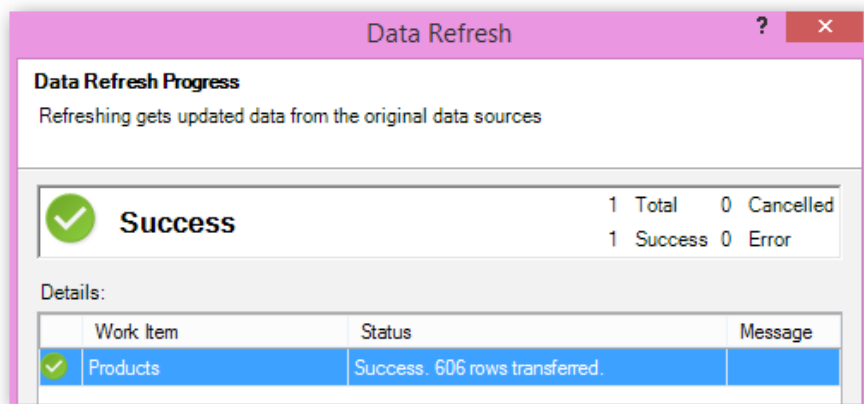 Data Refresh
?
Data Refresh Progress
Refreshing gets updated data from the original data sources
Success
1 Total 0 Cancelled
1 Success 0 Error
Details:
Work Item Status Message
Products Success. 606 rows transferred.